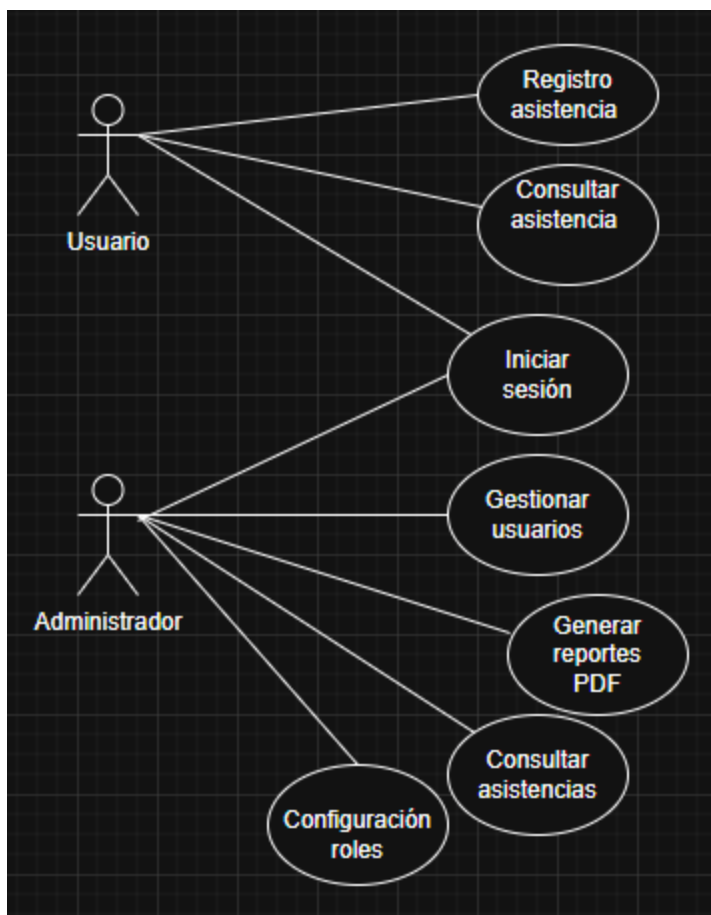 Registro
asistencia
Consultar
asistencia
Usuario
Iniciar
sesión
Gestionar
usuarios
Administrador
Generar
reportes
PDF
Consultar
asistencias
Configuración
roles